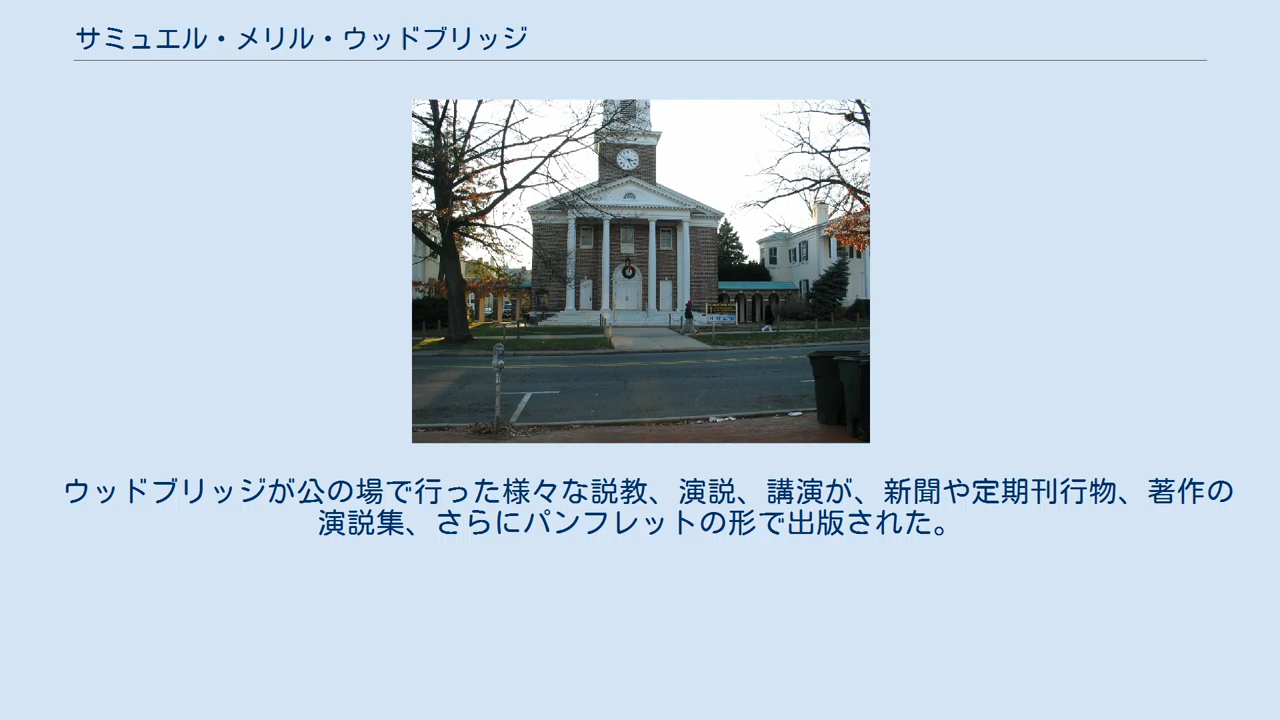 サミュエル・メリル・ウッドブリッジ
ウッドブリッジが公の場で行った様々な説教、演説、講演が、新聞や定期刊行物、著作の
演説集、さらにパンフレットの形で出版された。